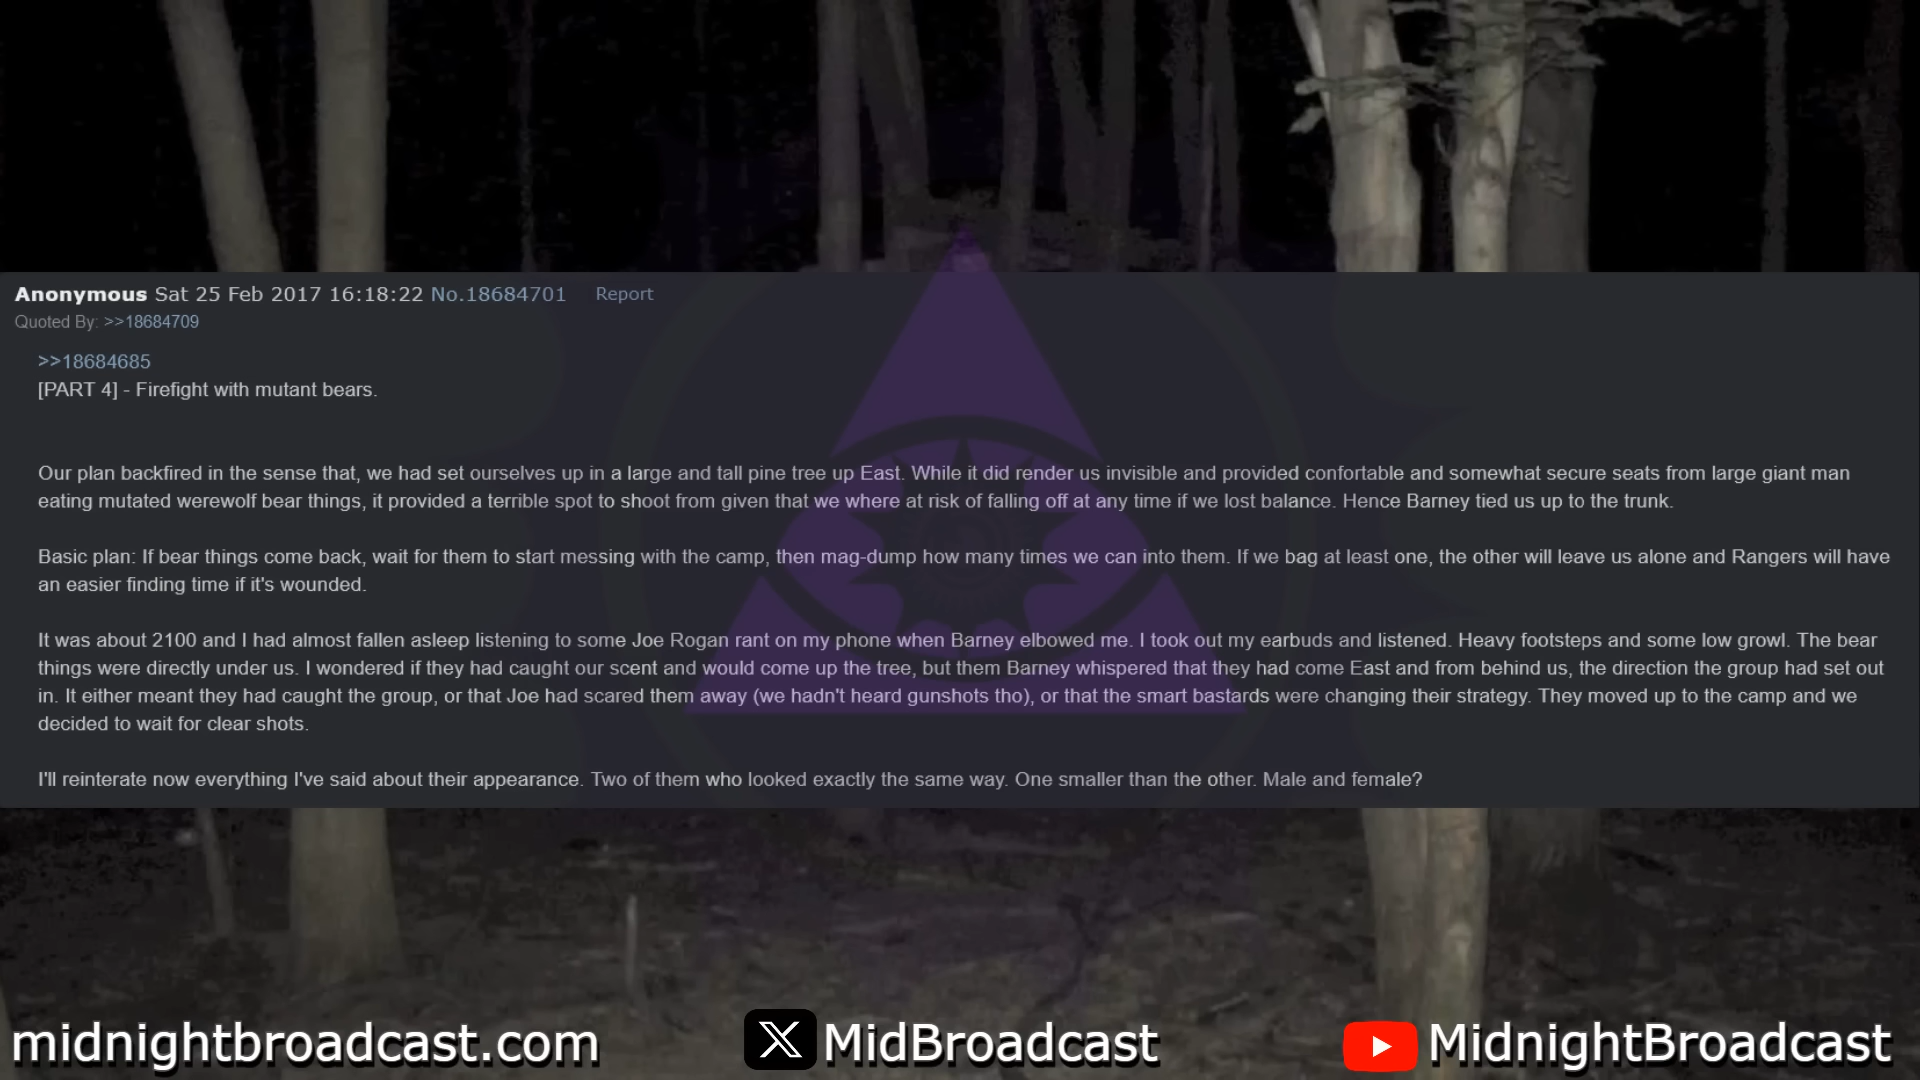 Anonymous Sat 25 Feb 2017 16:18:22 No.18684701 Report
Quoted By: >>18684709
>>18684685
[PART 4] - Firefight with mutant bears.
Our plan backfired in the sense that, we had set ourselves up in a large and tall pine tree up East. While it did render us invisible and provided confortable and somewhat secure seats from large giant man
eating mutated werewolf bear things, it provided a terrible spot to shoot from given that we where at risk of falling off at any time if we lost balance. Hence Barney tied us up to the trunk.
Basic plan: If bear things come back, wait for them to start messing with the camp, then mag-dump how many times we can into them. If we bag at least one, the other will leave us alone and Rangers will have
an easier finding time if it's wounded.
It was about 2100 and I had almost fallen asleep listening to some Joe Rogan rant on my phone when Barney elbowed me. I took out my earbuds and listened. Heavy footsteps and some low growl. The bear
things were directly under us. I wondered if they had caught our scent and would come up the tree, but them Barney whispered that they had come East and from behind us, the direction the group had set out
in. It either meant they had caught the group, or that Joe had scared them away (we hadn't heard gunshots tho), or that the smart bastards were changing their strategy. They moved up to the camp and we
decided to wait for clear shots.
I'll reinterate now everything I've said about their appearance. Two of them who looked exactly the same way. One smaller than the other. Male and female?
midnightbroadcast.com
MidBroadcast
MidnightBroadcast